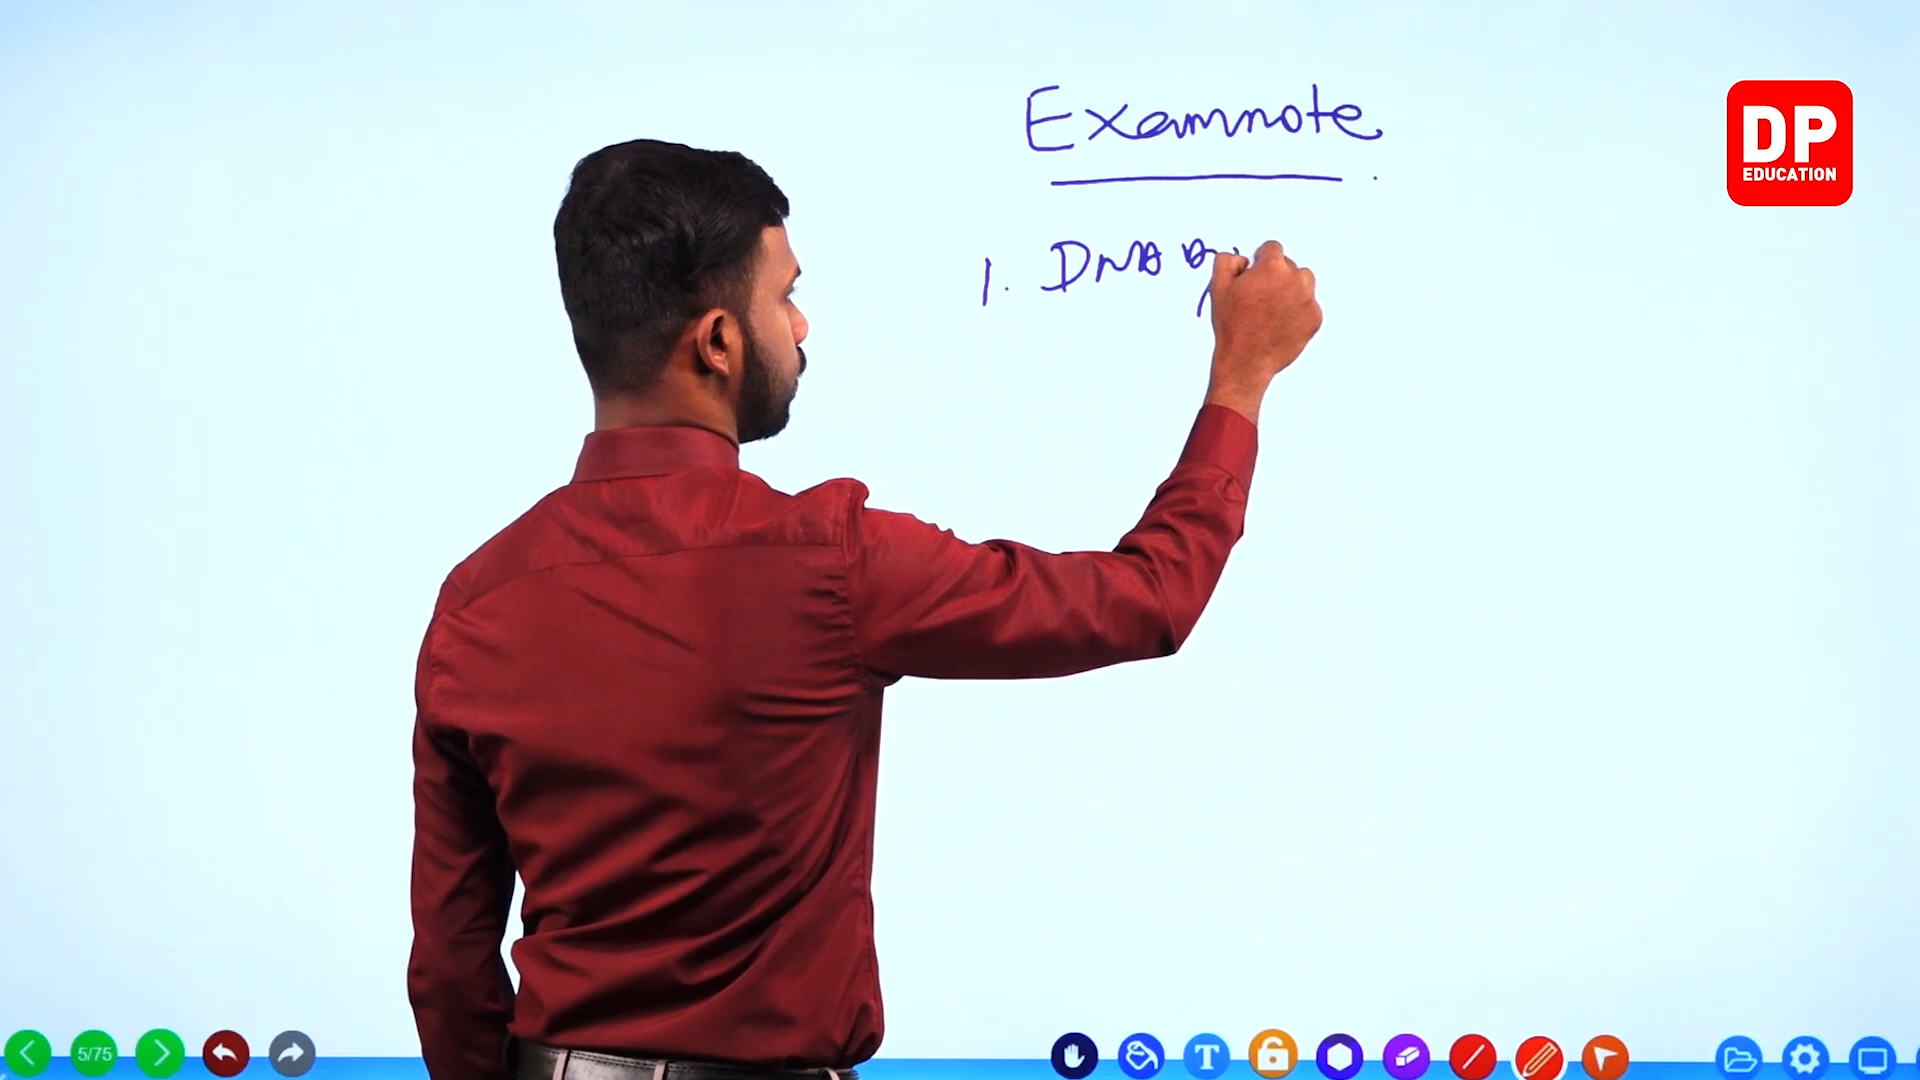 Examnote
DP
EDUCATION
1. DNA
5/75
T